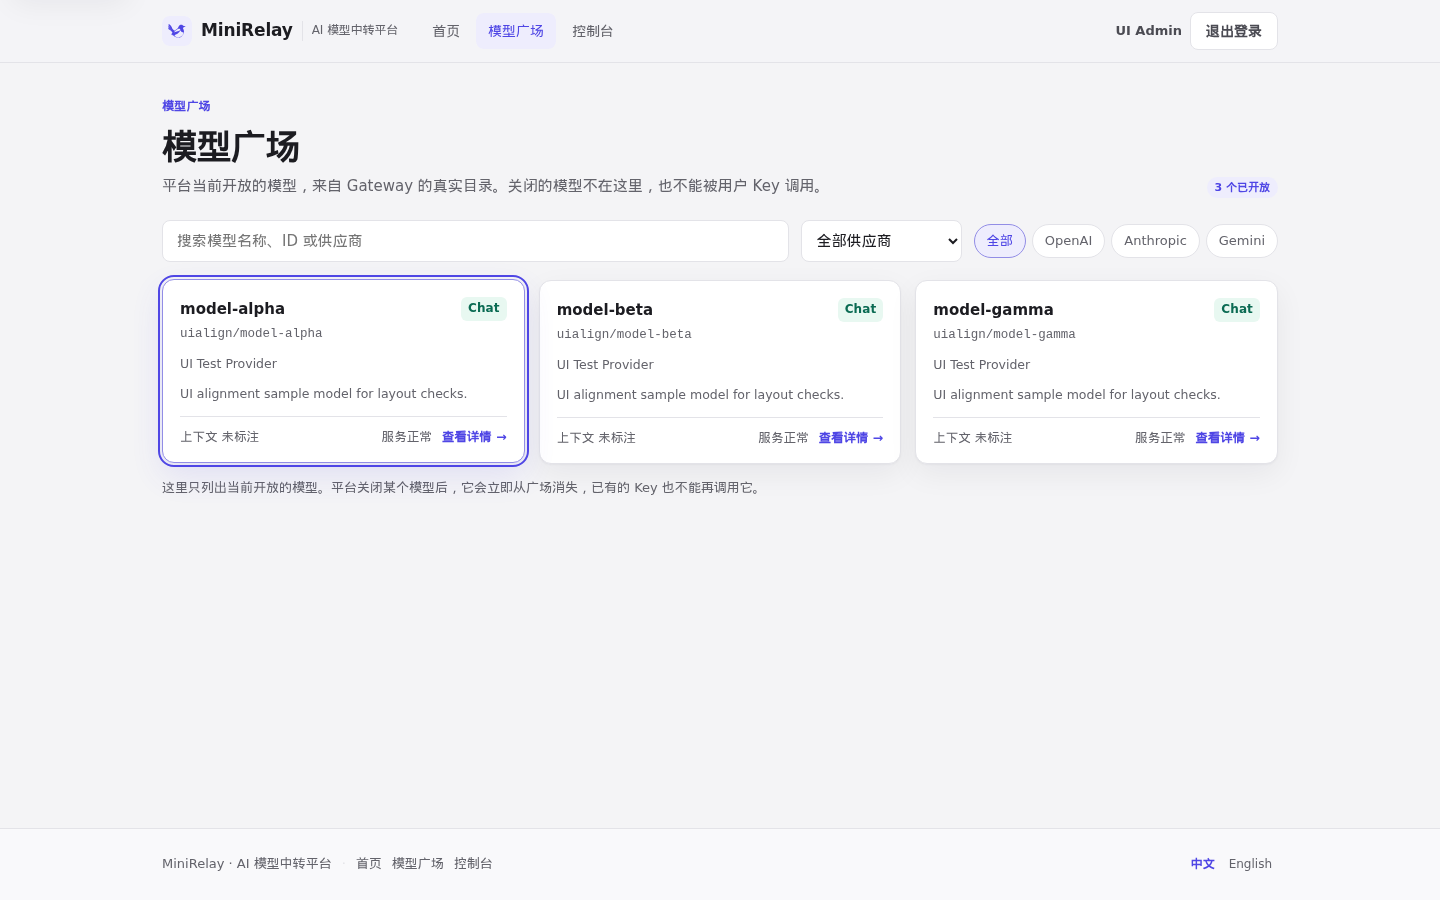 MiniRelay AI 模型中转平台 首页 模型广场 控制台 UI Admin 退出登录
模型广场
模型广场
平台当前开放的模型，来自 Gateway 的真实目录。关闭的模型不在这里，也不能被用户 Key 调用。 3 个已开放
搜索模型名称、ID 或供应商 全部供应商 全部 OpenAI Anthropic Gemini
model-alpha Chat
uialign/model-alpha
UI Test Provider
UI alignment sample model for layout checks.
上下文 未标注 服务正常 查看详情 →
model-beta Chat
uialign/model-beta
UI Test Provider
UI alignment sample model for layout checks.
上下文 未标注 服务正常 查看详情 →
model-gamma Chat
uialign/model-gamma
UI Test Provider
UI alignment sample model for layout checks.
上下文 未标注 服务正常 查看详情 →
这里只列出当前开放的模型。平台关闭某个模型后，它会立即从广场消失，已有的 Key 也不能再调用它。
MiniRelay · AI 模型中转平台 · 首页 模型广场 控制台 中文 English